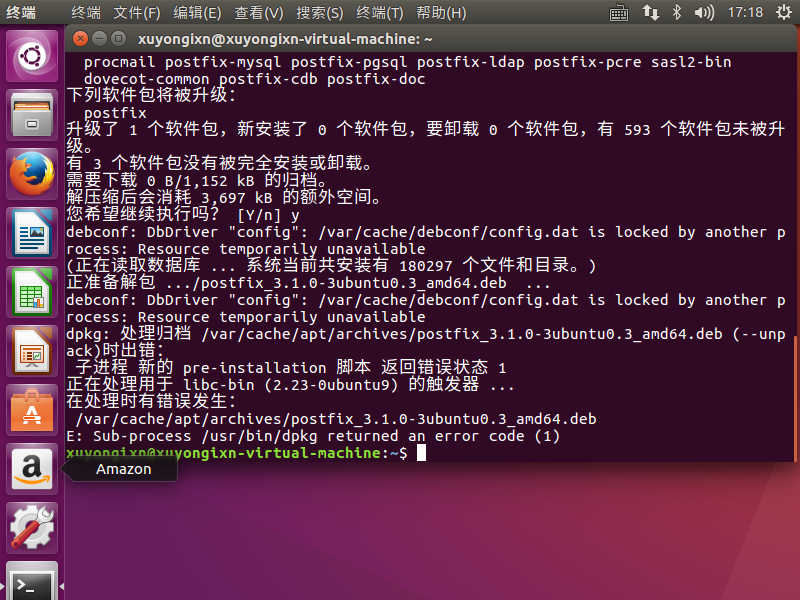 终端 终端 文件(F) 编辑(E) 查看(V) 搜索(S) 终端(T) 帮助(H) 17:18
xuyongixn@xuyongixn-virtual-machine: ~
procmail postfix-mysql postfix-pgsql postfix-ldap postfix-pcre sasl2-bin
dovecot-common postfix-cdb postfix-doc
下列软件包将被升级：
postfix
升级了 1 个软件包，新安装了 0 个软件包，要卸载 0 个软件包，有 593 个软件包未被升
级。
有 3 个软件包没有被完全安装或卸载。
需要下载 0 B/1,152 kB 的归档。
解压缩后会消耗 3,697 kB 的额外空间。
您希望继续执行吗？ [Y/n] y
debconf: DbDriver "config": /var/cache/debconf/config.dat is locked by another p
rocess: Resource temporarily unavailable
(正在读取数据库 ... 系统当前共安装有 180297 个文件和目录。)
正准备解包 .../postfix_3.1.0-3ubuntu0.3_amd64.deb ...
debconf: DbDriver "config": /var/cache/debconf/config.dat is locked by another p
rocess: Resource temporarily unavailable
dpkg: 处理归档 /var/cache/apt/archives/postfix_3.1.0-3ubuntu0.3_amd64.deb (--unp
ack)时出错：
子进程 新的 pre-installation 脚本 返回错误状态 1
正在处理用于 libc-bin (2.23-0ubuntu9) 的触发器 ...
在处理时有错误发生：
/var/cache/apt/archives/postfix_3.1.0-3ubuntu0.3_amd64.deb
E: Sub-process /usr/bin/dpkg returned an error code (1)
xuyongixn@xuyongixn-virtual-machine:~$
Amazon